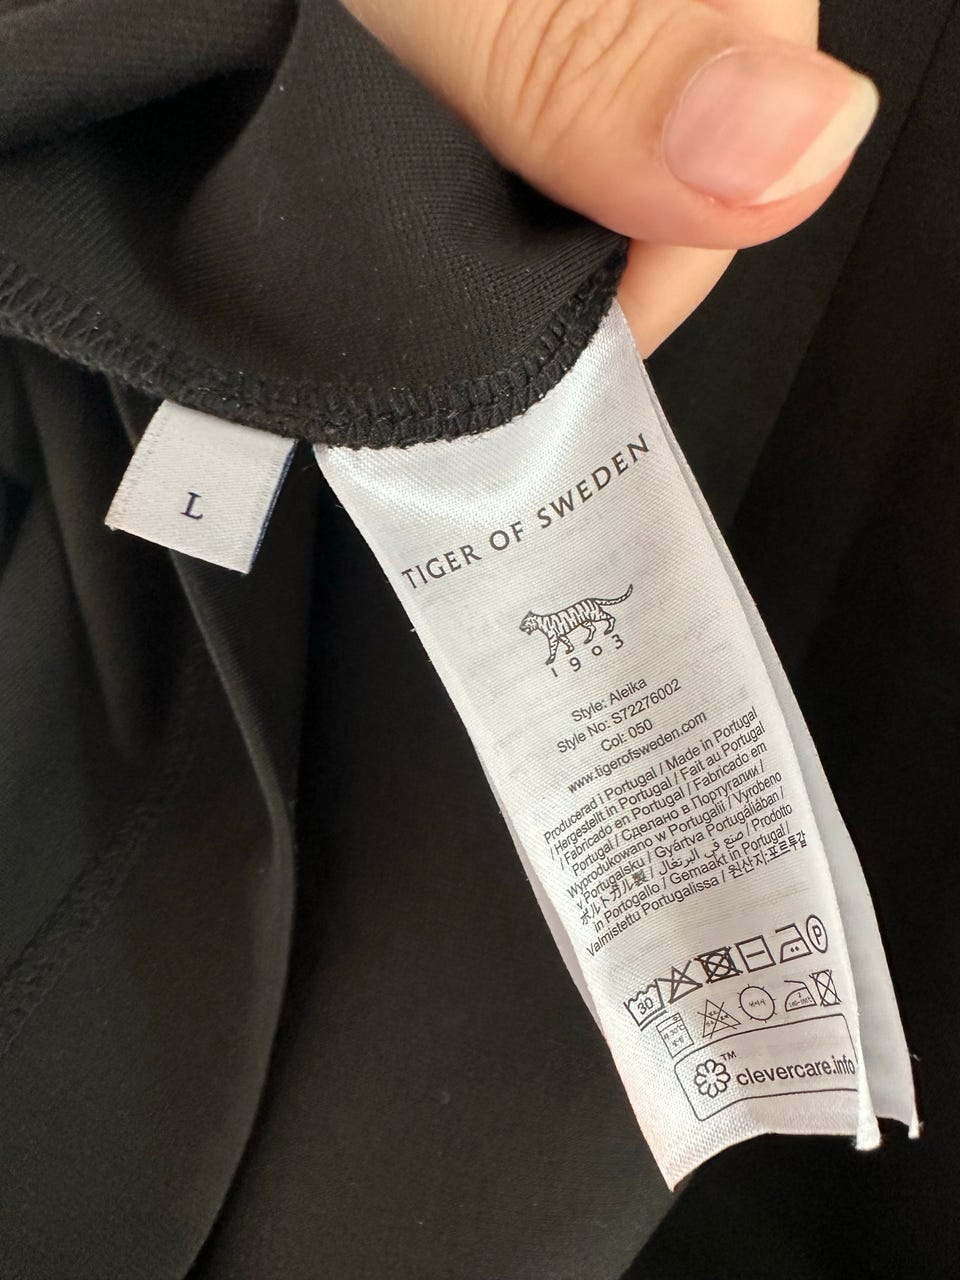 L
TIGER OF SWEDEN
1903
Style: Aleika
Style No: S72276002
Col: 050
www.tigerofsweden.com
Producerad I Portugal / Made in Portugal
/ Hergestellt in Portugal / Fait au Portugal
/ Fabricado en Portugal / Fabricado em
Portugal / Сделано в Португалии /
Wyprodukowano w Portugalii / Vyrobeno
v Portugalsku / Gyártva Portugáliában /
ポルトガル製 / صنع في البرتغال / Prodotto
in Portogallo / Gemaakt in Portugal /
Valmistettu Portugalissa / 원산지:포르투갈
30 P
clevercare.info™